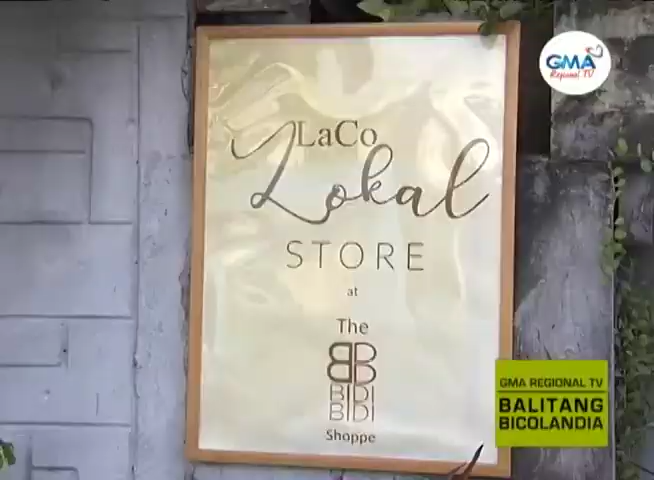 GMA
Regional TV
LaCo
Lokal
STORE
at
The
BB
BIDI
BIDI
Shoppe
GMA REGIONAL TV
BALITANG
BICOLANDIA